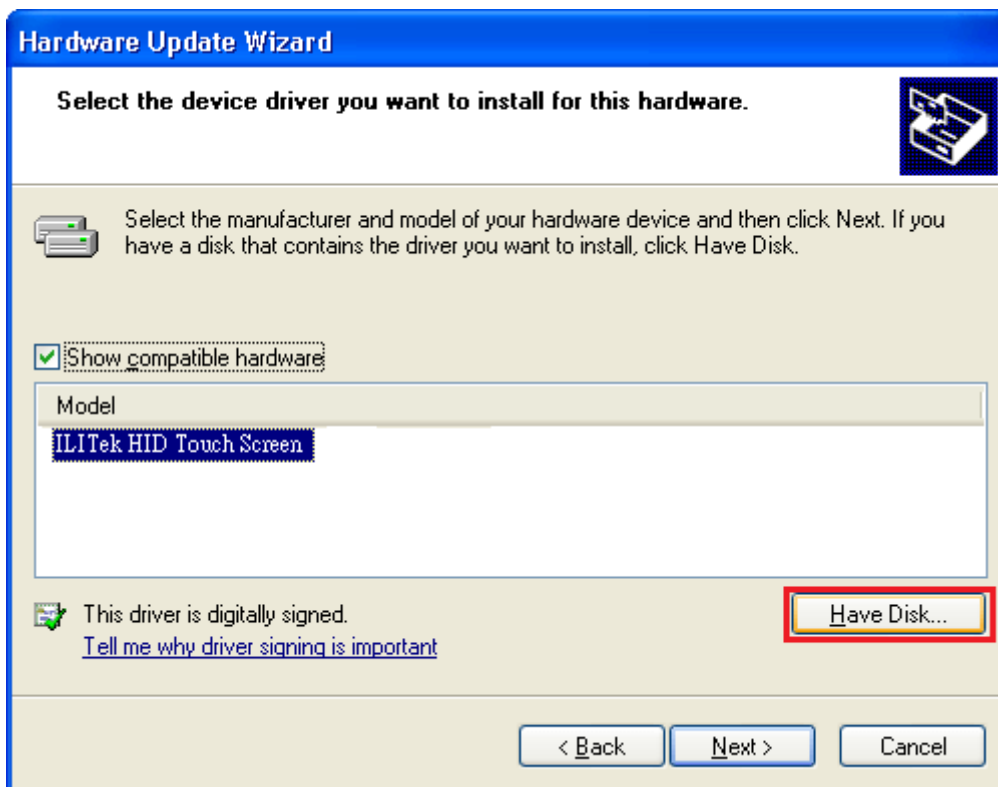 Hardware Update Wizard
Select the device driver you want to install for this hardware.
Select the manufacturer and model of your hardware device and then click Next. If you
have a disk that contains the driver you want to install, click Have Disk.
Show compatible hardware
Model
ILITek HID Touch Screen
This driver is digitally signed.
Have Disk...
Tell me why driver signing is important
< Back
Next >
Cancel